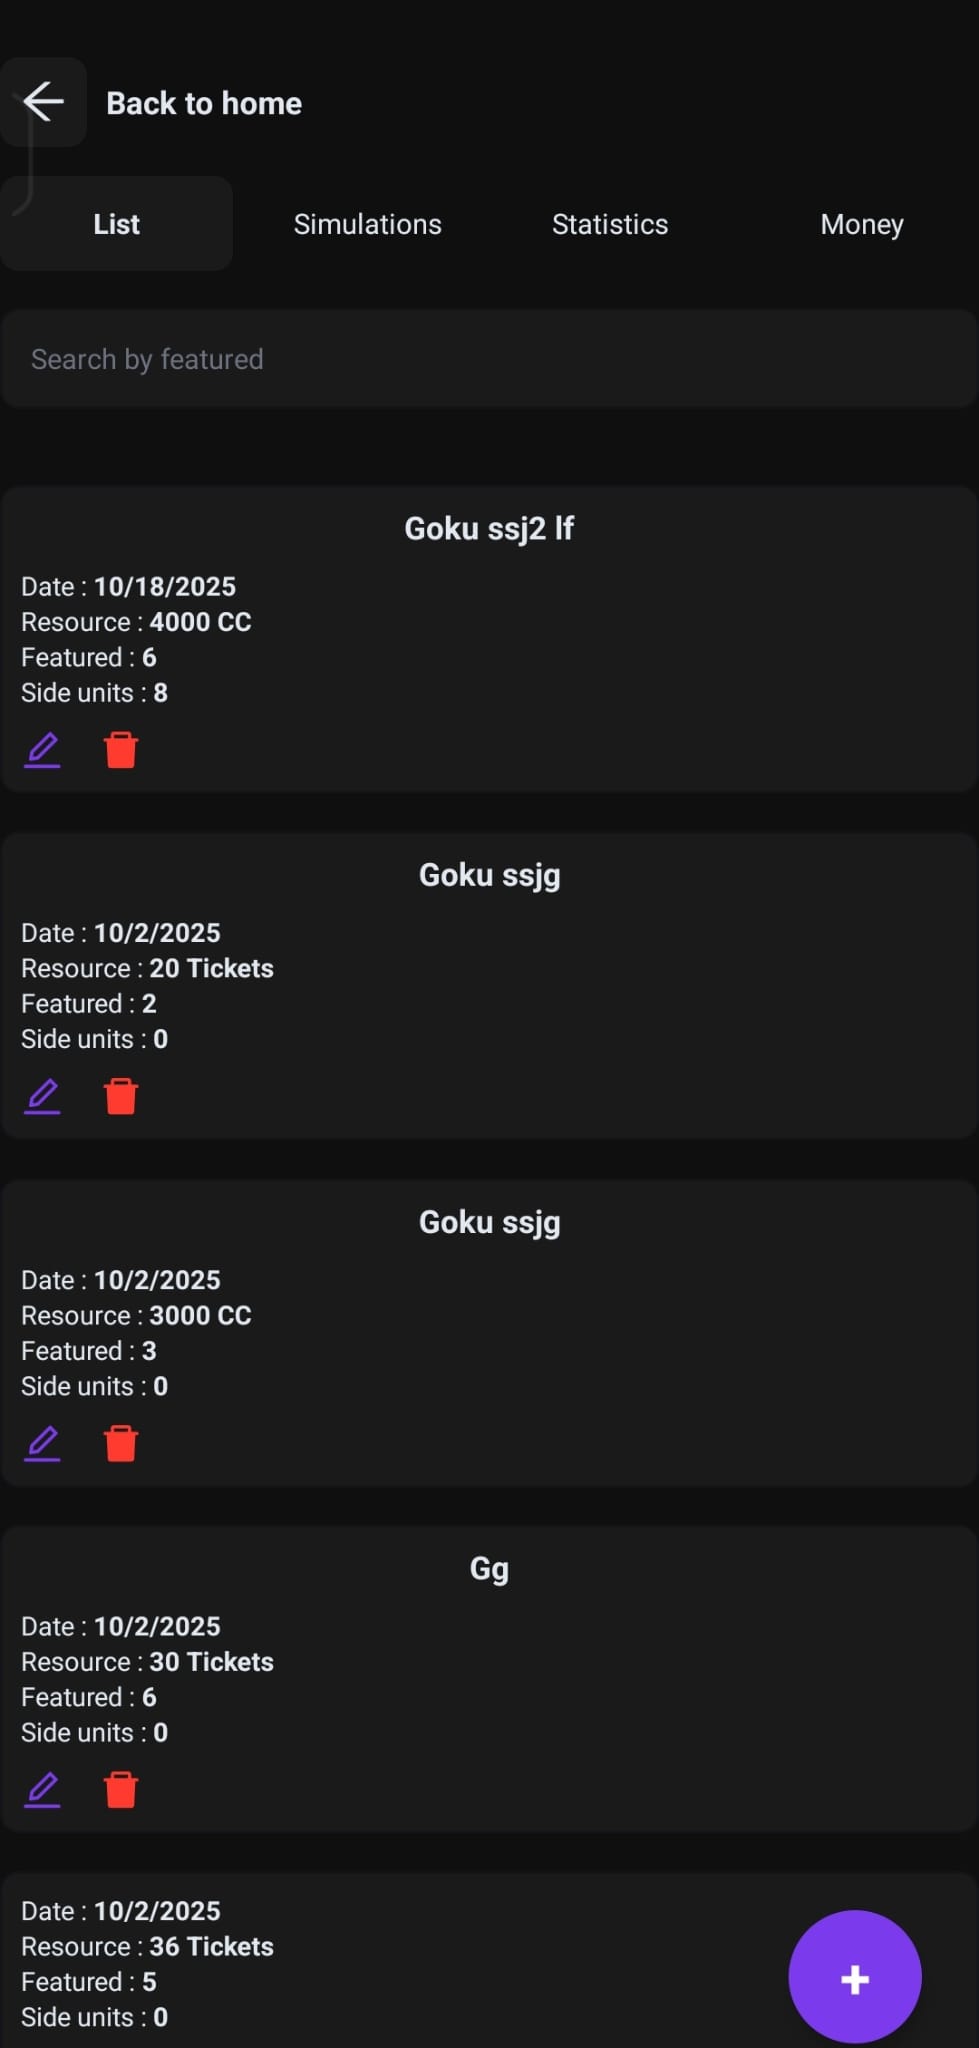 Back to home
List Simulations Statistics Money
Search by featured
Goku ssj2 lf
Date : 10/18/2025
Resource : 4000 CC
Featured : 6
Side units : 8
Goku ssjg
Date : 10/2/2025
Resource : 20 Tickets
Featured : 2
Side units : 0
Goku ssjg
Date : 10/2/2025
Resource : 3000 CC
Featured : 3
Side units : 0
Gg
Date : 10/2/2025
Resource : 30 Tickets
Featured : 6
Side units : 0
Date : 10/2/2025
Resource : 36 Tickets
Featured : 5
Side units : 0
+